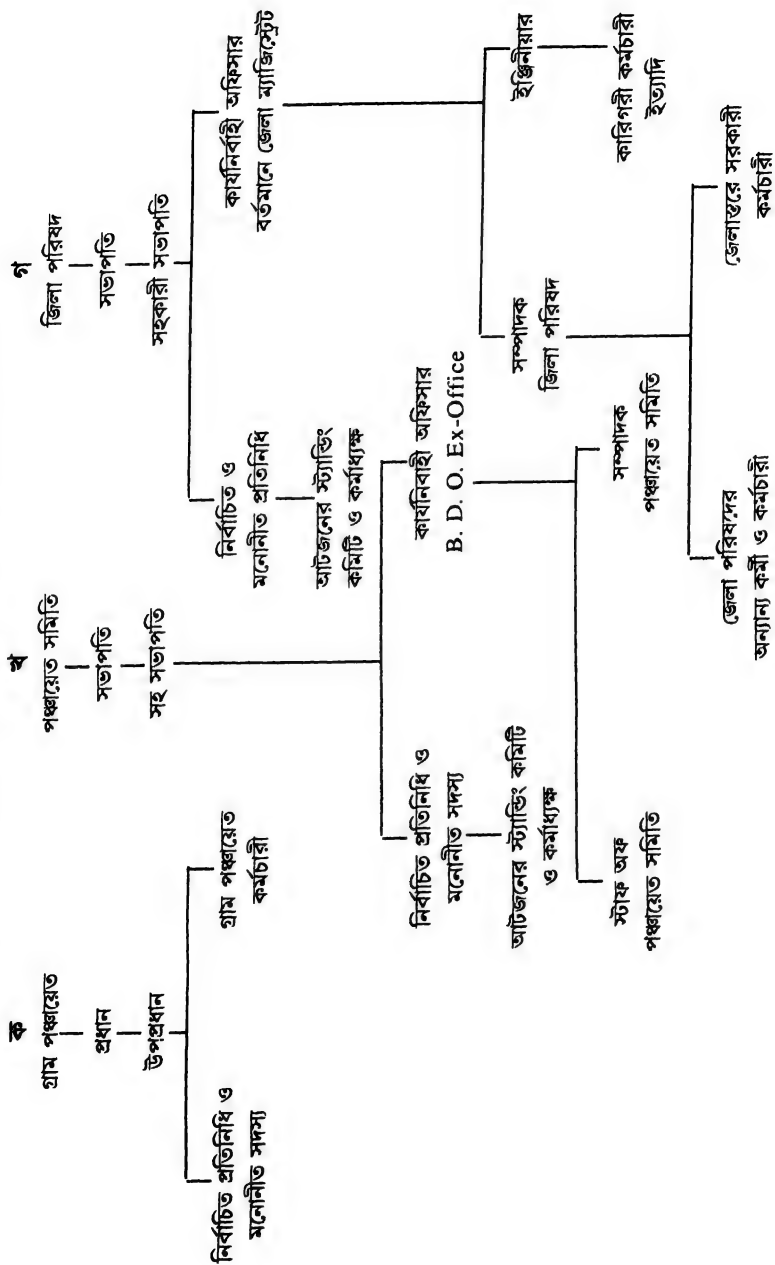 ক
গ্রাম পঞ্চায়েত
প্রধান
উপপ্রধান
নির্বাচিত প্রতিনিধি ও
মনোনীত সদস্য
গ্রাম পঞ্চায়েত
কর্মচারী
খ
পঞ্চায়েত সমিতি
সভাপতি
সহ সভাপতি
নির্বাচিত প্রতিনিধি ও
মনোনীত সদস্য
আটজনের স্ট্যান্ডিং কমিটি
ও কর্মাধ্যক্ষ
কার্যনির্বাহী অফিসার
B. D. O. Ex-Office
স্টাফ অফ
পঞ্চায়েত সমিতি
সম্পাদক
পঞ্চায়েত সমিতি
গ
জিলা পরিষদ
সভাপতি
সহকারী সভাপতি
নির্বাচিত ও
মনোনীত প্রতিনিধি
আটজনের স্ট্যান্ডিং
কমিটি ও কর্মাধ্যক্ষ
কার্যনির্বাহী অফিসার
বর্তমানে জেলা ম্যাজিস্ট্রেট
সম্পাদক
জিলা পরিষদ
ইঞ্জিনীয়ার
কারিগরী কর্মচারী
ইত্যাদি
জেলা পরিষদের
অন্যান্য কর্মী ও কর্মচারী
জেলাস্তরে সরকারী
কর্মচারী